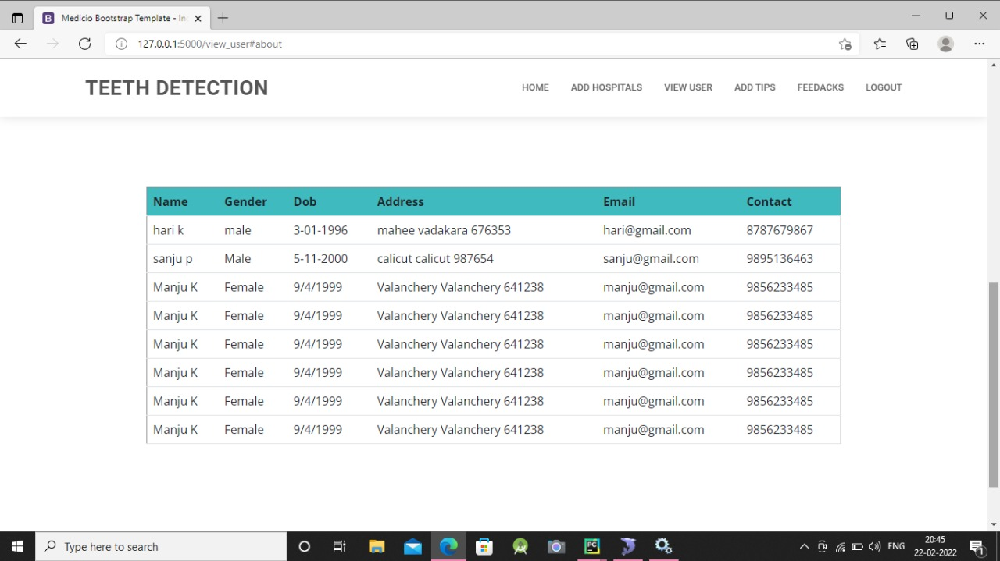 Medicio Bootstrap Template - In
127.0.0.1:5000/view_user#about
TEETH DETECTION
HOME ADD HOSPITALS VIEW USER ADD TIPS FEEDACKS LOGOUT
Name Gender Dob Address Email Contact
hari k male 3-01-1996 mahee vadakara 676353 hari@gmail.com 8787679867
sanju p Male 5-11-2000 calicut calicut 987654 sanju@gmail.com 9895136463
Manju K Female 9/4/1999 Valanchery Valanchery 641238 manju@gmail.com 9856233485
Manju K Female 9/4/1999 Valanchery Valanchery 641238 manju@gmail.com 9856233485
Manju K Female 9/4/1999 Valanchery Valanchery 641238 manju@gmail.com 9856233485
Manju K Female 9/4/1999 Valanchery Valanchery 641238 manju@gmail.com 9856233485
Manju K Female 9/4/1999 Valanchery Valanchery 641238 manju@gmail.com 9856233485
Manju K Female 9/4/1999 Valanchery Valanchery 641238 manju@gmail.com 9856233485
Type here to search
PC
ENG
20:45
22-02-2022
1